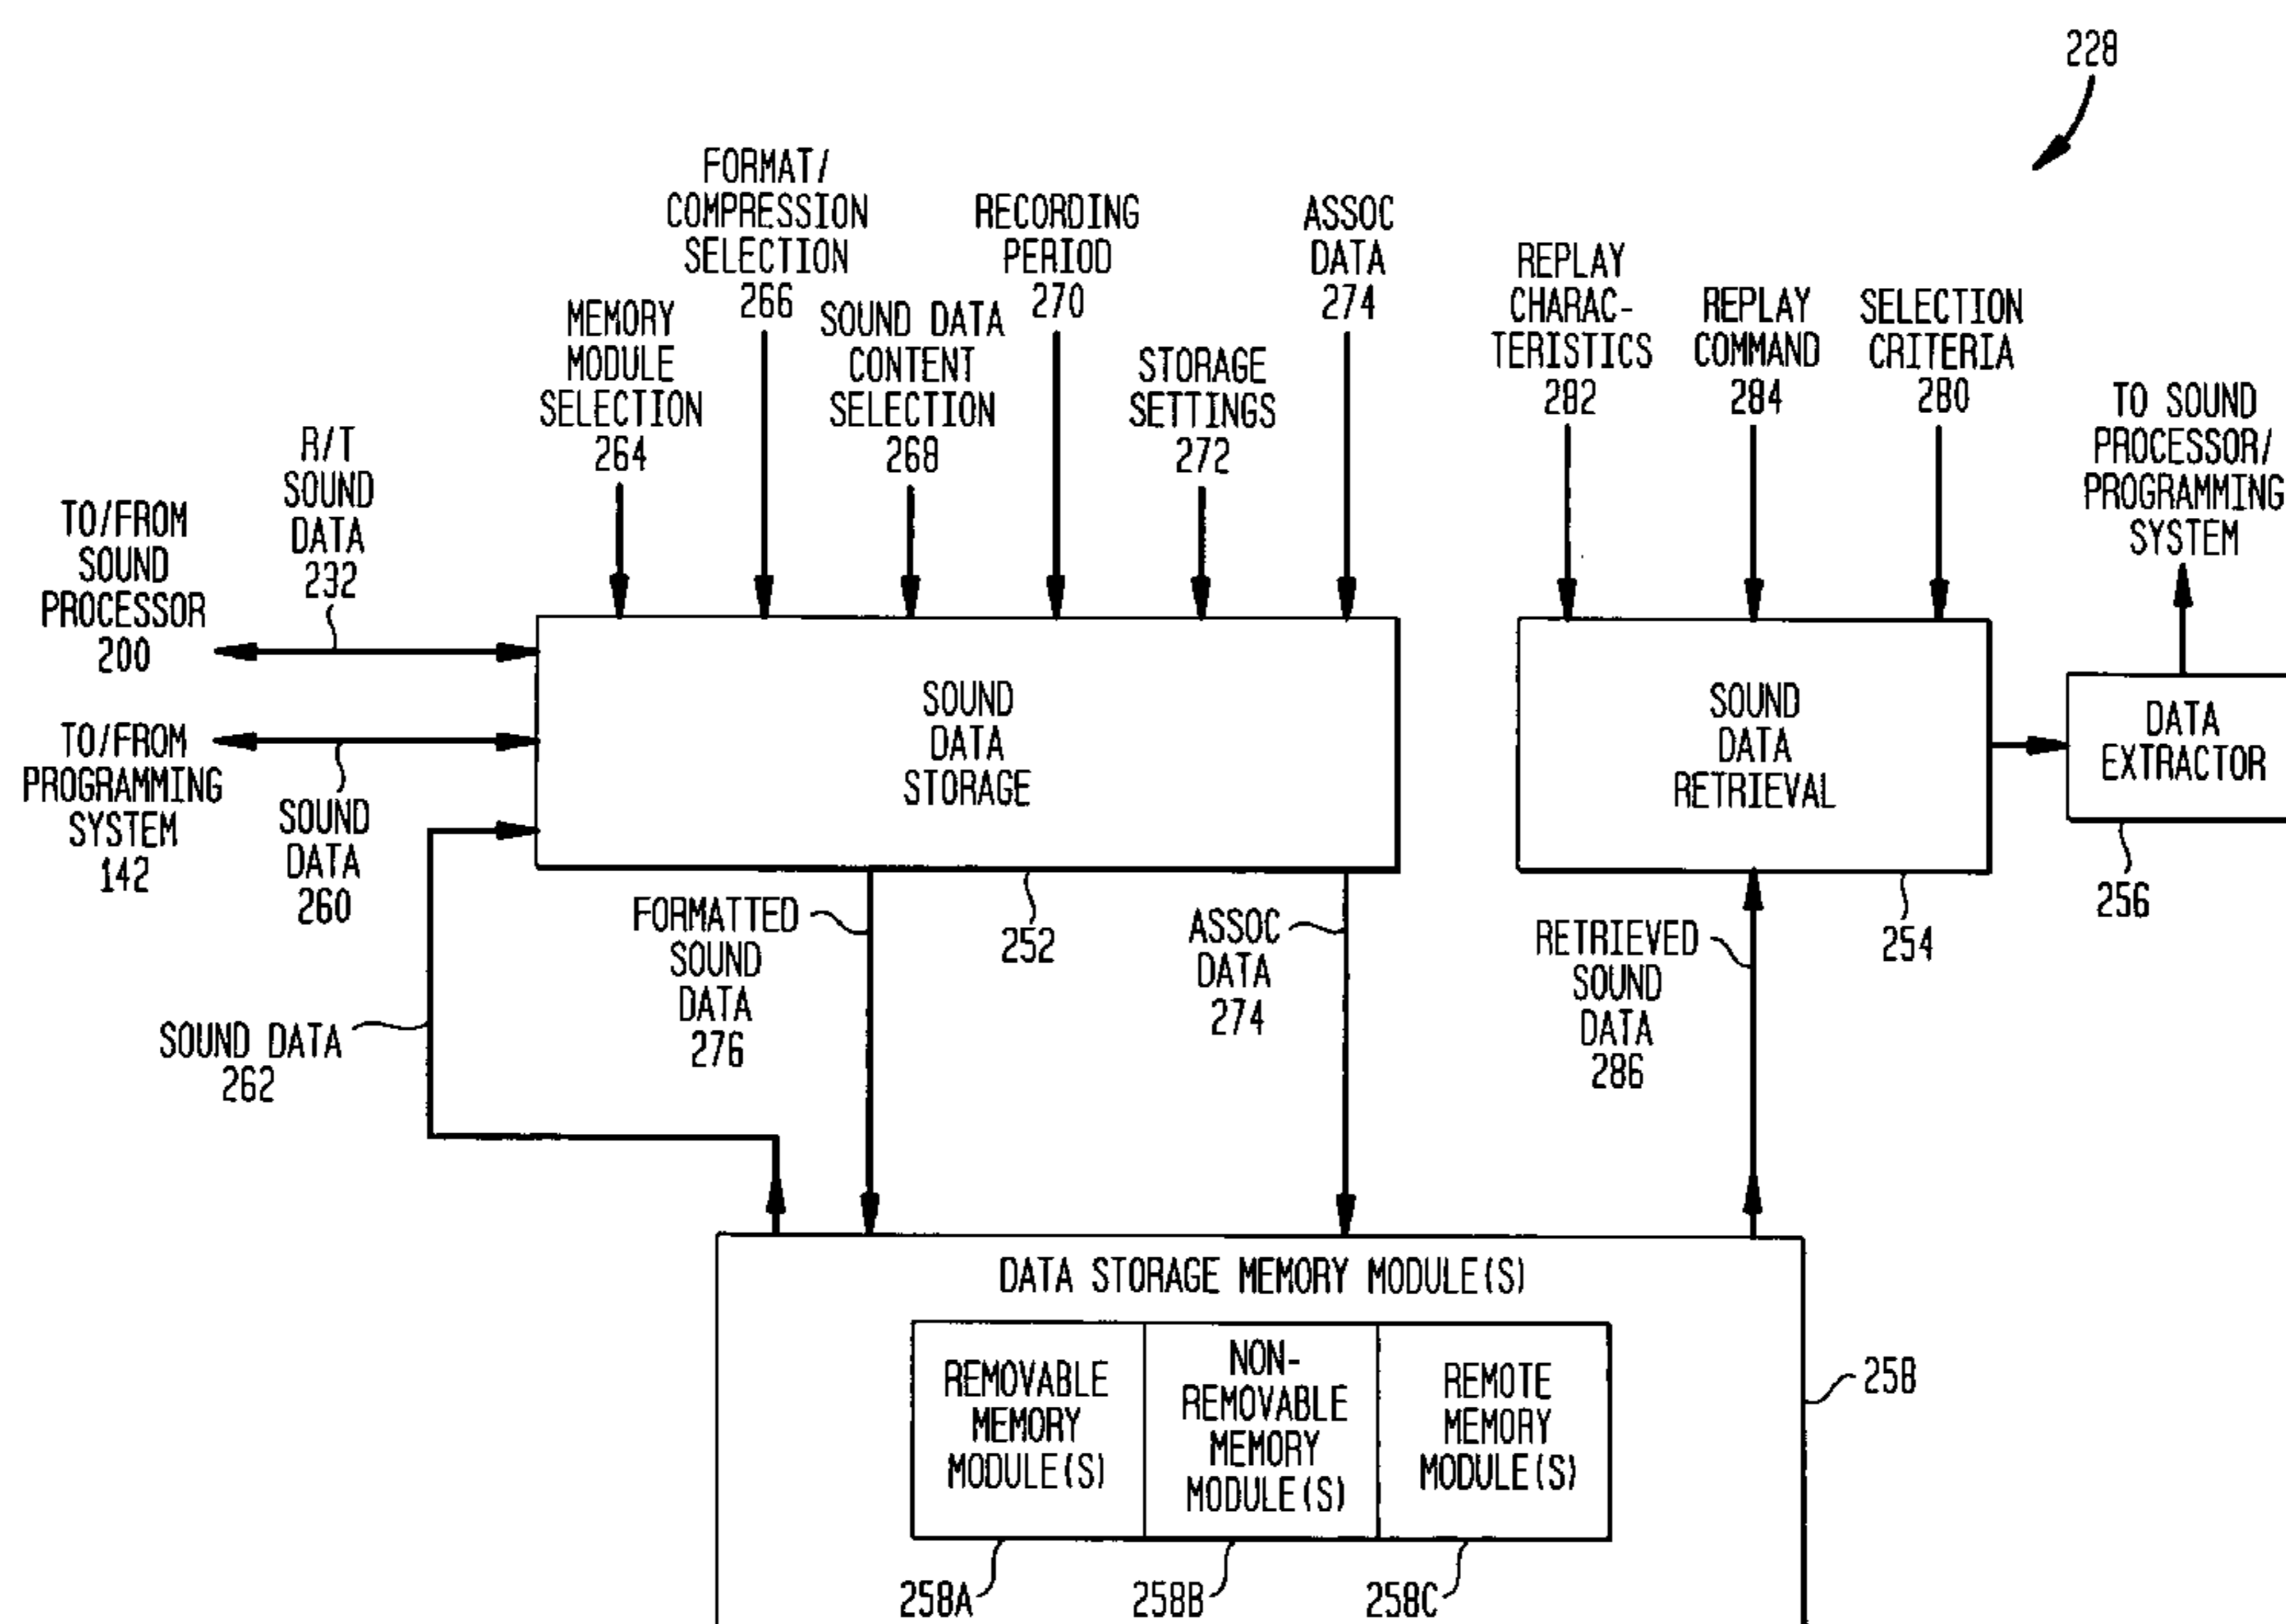 228
FORMAT/
COMPRESSION
SELECTION
266
RECORDING
PERIOD
270
ASSOC
DATA
274
MEMORY
MODULE
SELECTION
264
SOUND DATA
CONTENT
SELECTION
268
STORAGE
SETTINGS
272
REPLAY
CHARAC-
TERISTICS
282
REPLAY
COMMAND
284
SELECTION
CRITERIA
280
TO SOUND
PROCESSOR/
PROGRAMMING
SYSTEM
R/T
SOUND
DATA
232
TO/FROM
SOUND
PROCESSOR
200
TO/FROM
PROGRAMMING
SYSTEM
142
SOUND
DATA
260
SOUND
DATA
STORAGE
252
SOUND
DATA
RETRIEVAL
254
DATA
EXTRACTOR
256
SOUND DATA
262
FORMATTED
SOUND
DATA
276
ASSOC
DATA
274
RETRIEVED
SOUND
DATA
286
DATA STORAGE MEMORY MODULE(S)
REMOVABLE
MEMORY
MODULE(S)
NON-
REMOVABLE
MEMORY
MODULE(S)
REMOTE
MEMORY
MODULE(S)
258
258A
258B
258C